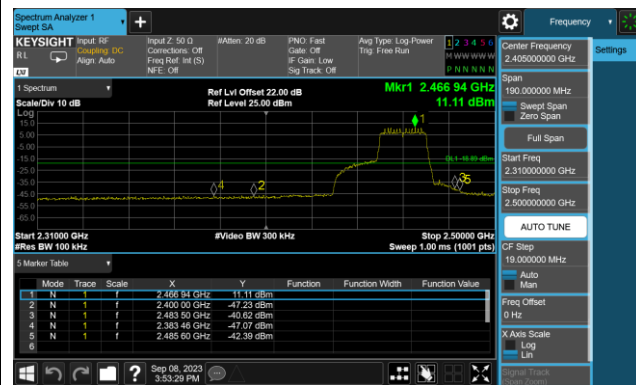 Spectrum Analyzer 1
Swept SA
Frequency
KEYSIGHT
RL
LXI
Input: RF
Coupling: DC
Align: Auto
Input Z: 50 Ω
Corrections: Off
Freq Ref: Int (S)
NFE: Off
#Atten: 20 dB
PNO: Fast
Gate: Off
IF Gain: Low
Sig Track: Off
Avg Type: Log-Power
Trig: Free Run
1 2 3 4 5 6
M W W W W W
P N N N N N
Center Frequency
2.405000000 GHz
Settings
Span
190.000000 MHz
Swept Span
Zero Span
Full Span
Start Freq
2.310000000 GHz
Stop Freq
2.500000000 GHz
AUTO TUNE
CF Step
19.000000 MHz
Auto
Man
Freq Offset
0 Hz
X Axis Scale
Log
Lin
Signal Track
(Span Zoom)
1 Spectrum
Scale/Div 10 dB
Ref Lvl Offset 22.00 dB
Ref Level 25.00 dBm
Mkr1 2.466 94 GHz
11.11 dBm
Log
15.0
5.00
-5.00
-15.0
-25.0
-35.0
-45.0
-55.0
-65.0
1
4
2
3
5
Start 2.31000 GHz
#Res BW 100 kHz
#Video BW 300 kHz
Stop 2.50000 GHz
Sweep 1.00 ms (1001 pts)
5 Marker Table
Mode Trace Scale X Y Function Function Width Function Value
1 N 1 f 2.466 94 GHz 11.11 dBm
2 N 1 f 2.400 00 GHz -47.23 dBm
3 N 1 f 2.483 50 GHz -40.62 dBm
4 N 1 f 2.383 46 GHz -47.07 dBm
5 N 1 f 2.485 60 GHz -42.39 dBm
6
?
Sep 08, 2023
3:53:29 PM